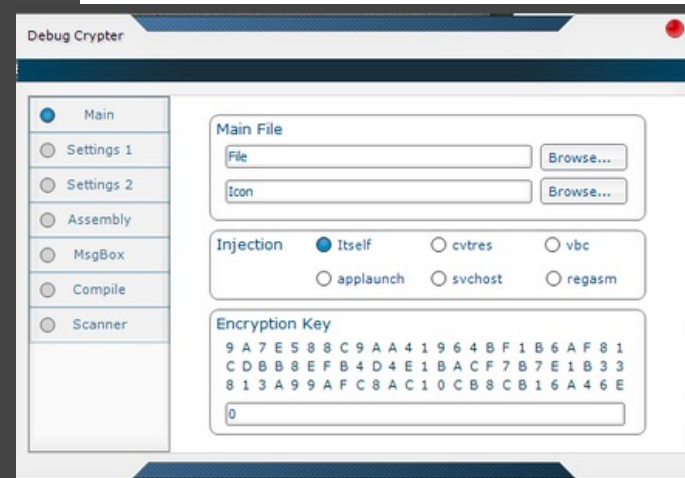 Debug Crypter
Main
Settings 1
Settings 2
Assembly
MsgBox
Compile
Scanner
Main File
File Browse...
Icon Browse...
Injection Itself cvtres vbc
applaunch svchost regasm
Encryption Key
9 A 7 E 5 8 8 C 9 A A 4 1 9 6 4 B F 1 B 6 A F 8 1
C D B B 8 E F B 4 D 4 E 1 B A C F 7 B 7 E 1 B 3 3
8 1 3 A 9 9 A F C 8 A C 1 0 C B 8 C B 1 6 A 4 6 E
0